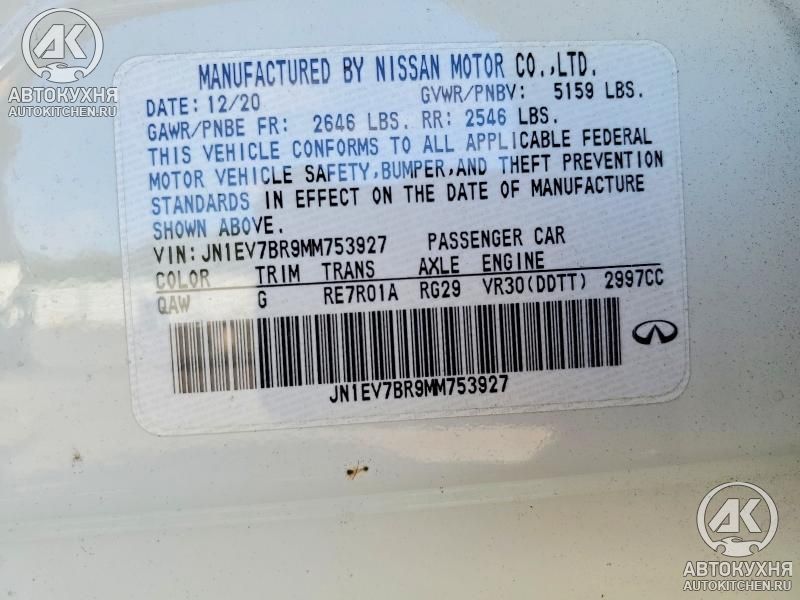 AK
АВТОКУХНЯ
AUTOKITCHEN.RU
MANUFACTURED BY NISSAN MOTOR CO.,LTD.
DATE: 12/20 GVWR/PNBV: 5159 LBS.
GAWR/PNBE FR: 2646 LBS. RR: 2546 LBS.
THIS VEHICLE CONFORMS TO ALL APPLICABLE FEDERAL
MOTOR VEHICLE SAFETY,BUMPER,AND THEFT PREVENTION
STANDARDS IN EFFECT ON THE DATE OF MANUFACTURE
SHOWN ABOVE.
VIN:JN1EV7BR9MM753927 PASSENGER CAR
COLOR TRIM TRANS AXLE ENGINE
QAW G RE7R01A RG29 VR30(DDTT) 2997CC
JN1EV7BR9MM753927
AK
АВТОКУХНЯ
AUTOKITCHEN.RU